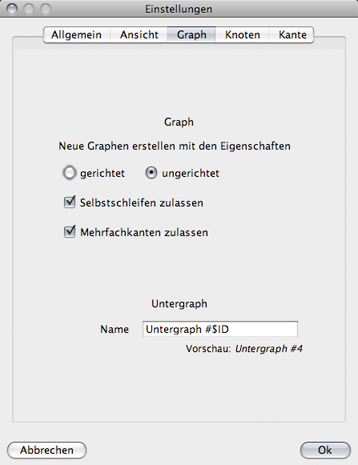 Einstellungen
Allgemein Ansicht Graph Knoten Kante
Graph
Neue Graphen erstellen mit den Eigenschaften
gerichtet ungerichtet
Selbstschleifen zulassen
Mehrfachkanten zulassen
Untergraph
Name Untergraph #$ID
Vorschau: Untergraph #4
Abbrechen Ok